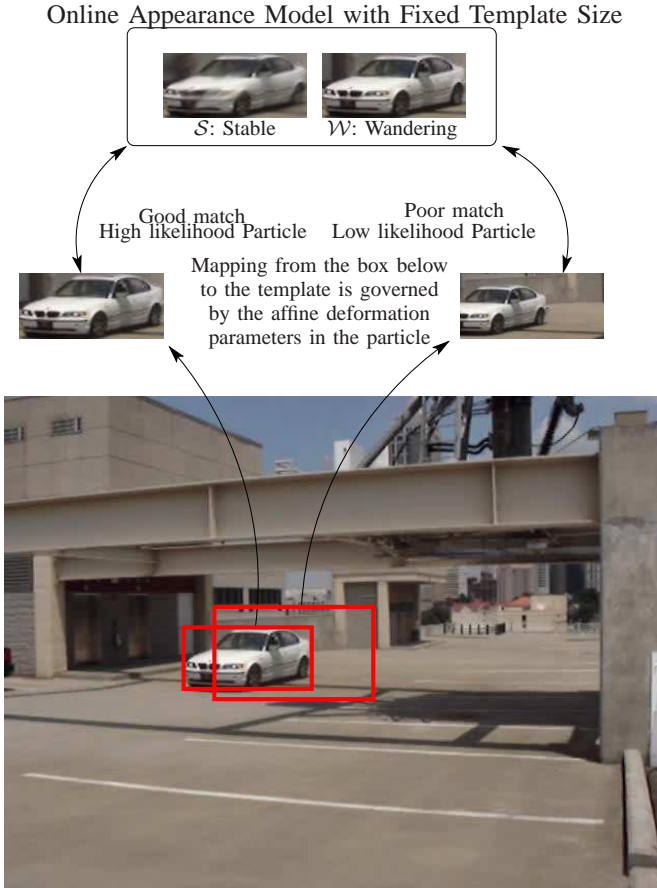 Online Appearance Model with Fixed Template Size
S: Stable
W: Wandering
Good match
High likelihood Particle
Poor match
Low likelihood Particle
Mapping from the box below
to the template is governed
by the affine deformation
parameters in the particle